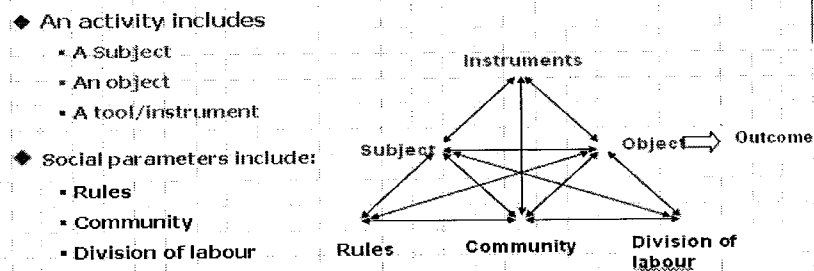 ◆ An activity includes
▪ A Subject
▪ An object
▪ A tool/instrument
◆ Social parameters include:
▪ Rules
▪ Community
▪ Division of labour
Instruments
Subject
Object
Outcome
Rules
Community
Division of
labour